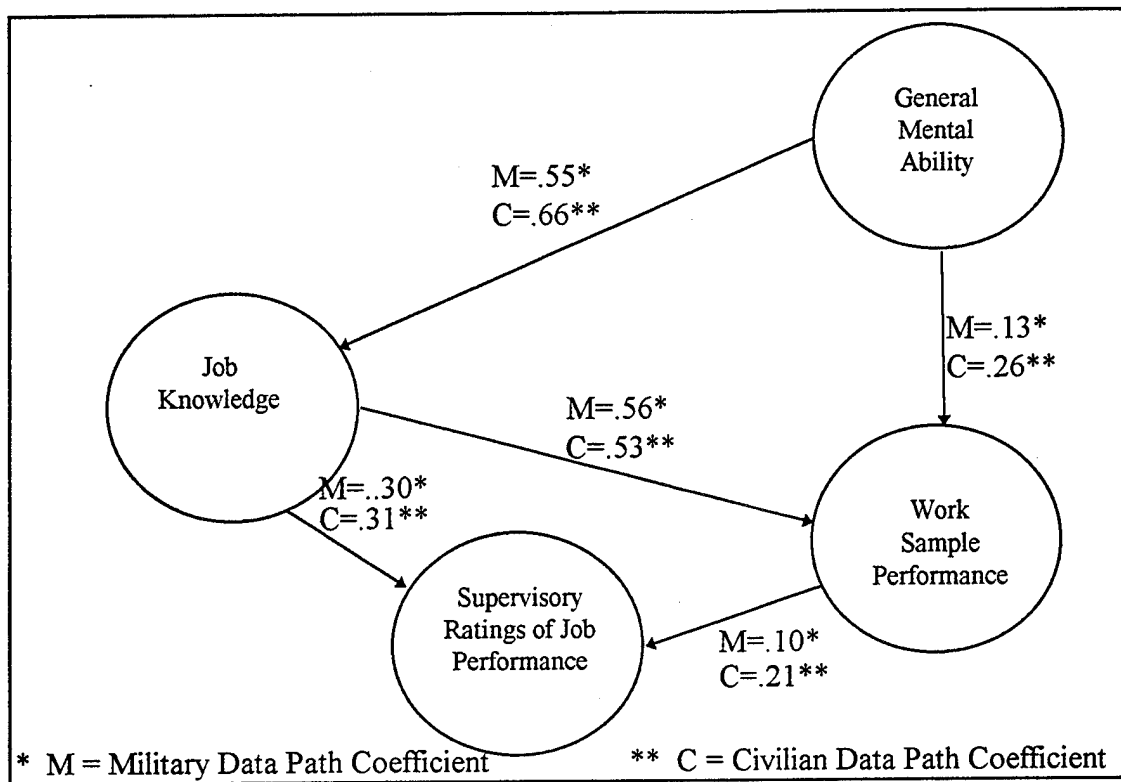 General
Mental
Ability
M=.55*
C=.66**
Job
Knowledge
M=.13*
C=.26**
M=.56*
C=.53**
M=..30*
C=.31**
Work
Sample
Performance
Supervisory
Ratings of Job
Performance
M=.10*
C=.21**
* M = Military Data Path Coefficient ** C = Civilian Data Path Coefficient